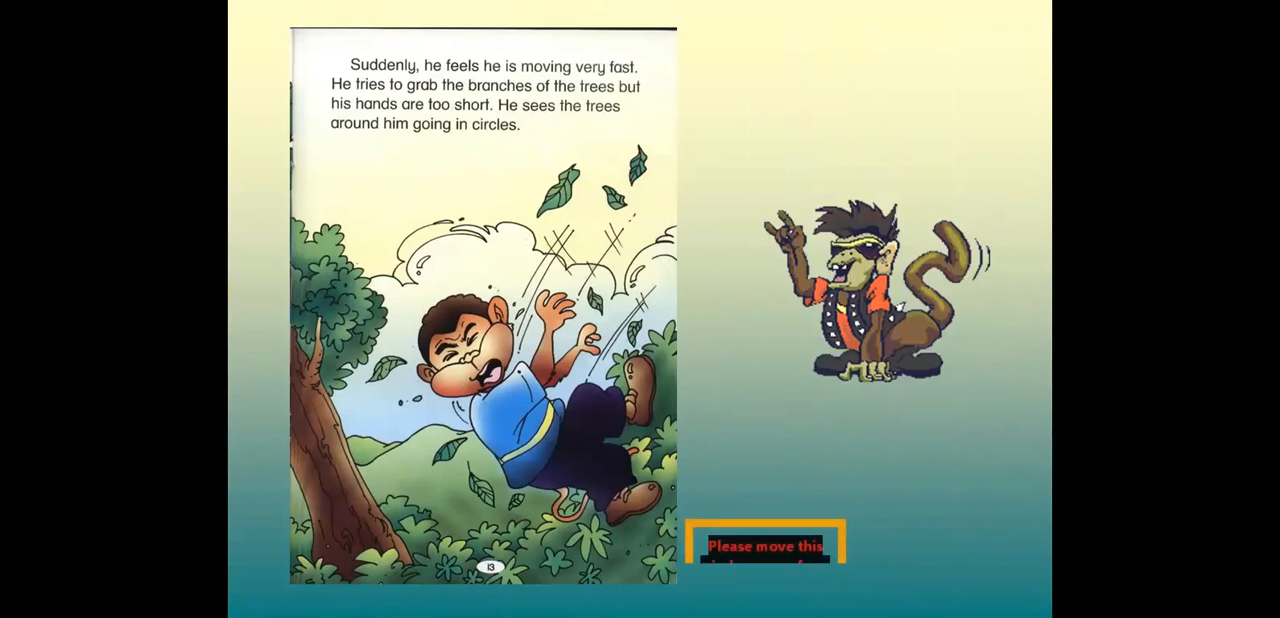 Suddenly, he feels he is moving very fast.
He tries to grab the branches of the trees but
his hands are too short. He sees the trees
around him going in circles.
13
Please move this